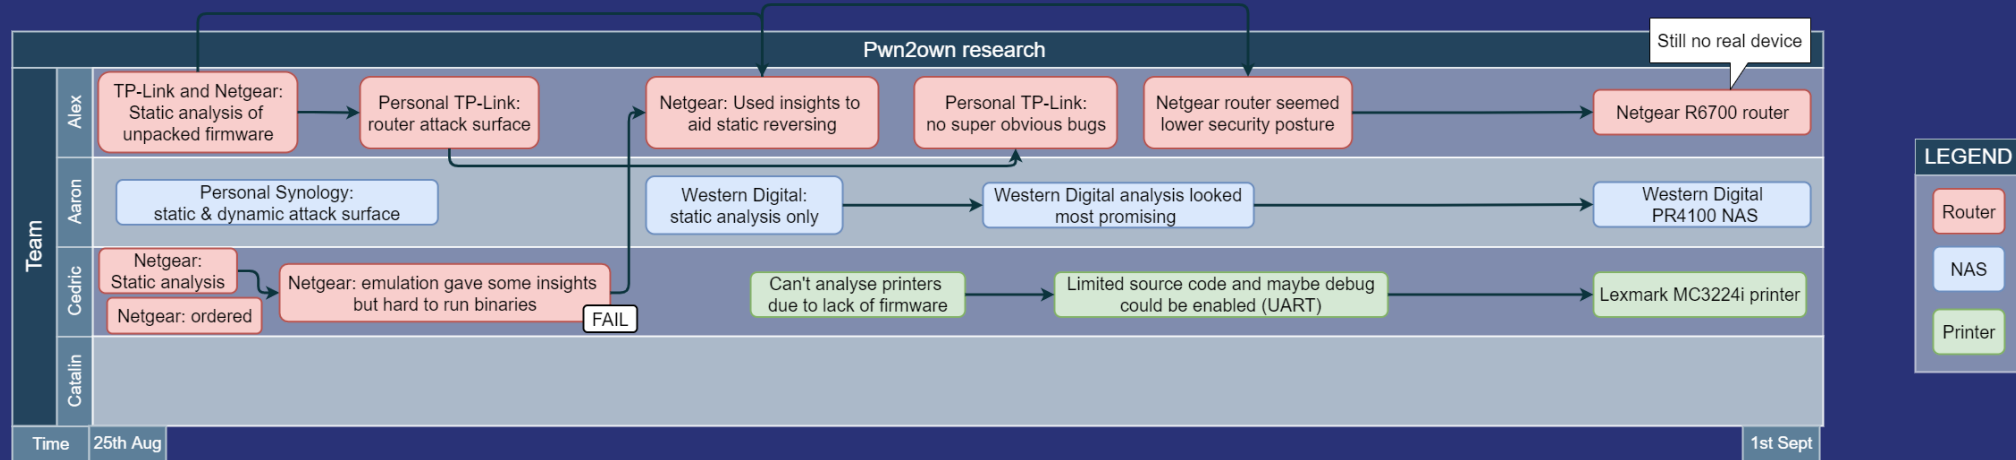 Pwn2own research
Still no real device
Team
Alex
TP-Link and Netgear:
Static analysis of
unpacked firmware
Personal TP-Link:
router attack surface
Netgear: Used insights to
aid static reversing
Personal TP-Link:
no super obvious bugs
Netgear router seemed
lower security posture
Netgear R6700 router
Aaron
Personal Synology:
static & dynamic attack surface
Western Digital:
static analysis only
Western Digital analysis looked
most promising
Western Digital
PR4100 NAS
Cedric
Netgear:
Static analysis
Netgear: ordered
Netgear: emulation gave some insights
but hard to run binaries
FAIL
Can't analyse printers
due to lack of firmware
Limited source code and maybe debug
could be enabled (UART)
Lexmark MC3224i printer
Catalin
Time
25th Aug
1st Sept
LEGEND
Router
NAS
Printer